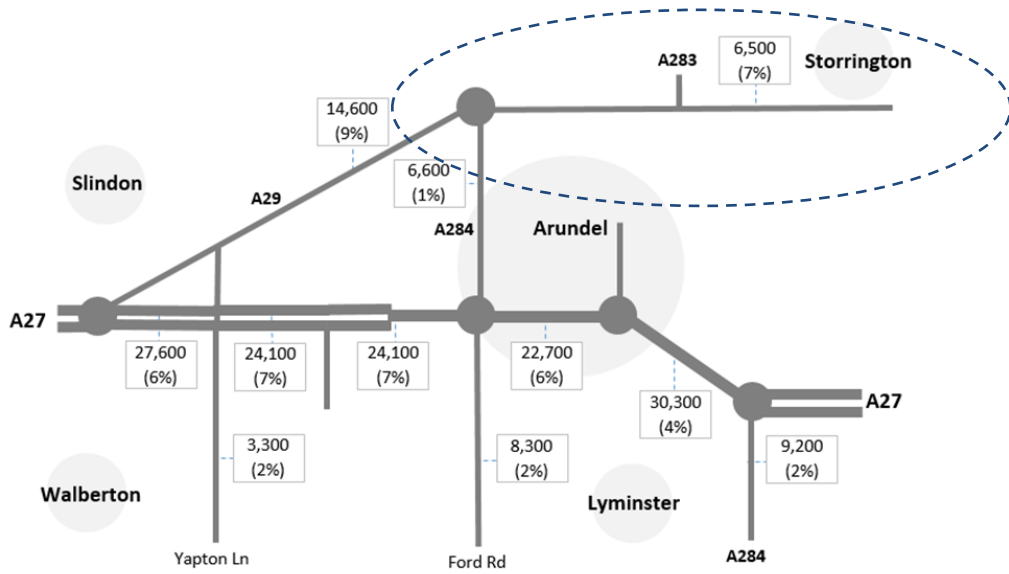 A283
6,500
(7%)
Storrington
14,600
(9%)
6,600
(1%)
Slindon
A29
A284
Arundel
A27
27,600
(6%)
24,100
(7%)
24,100
(7%)
22,700
(6%)
30,300
(4%)
A27
3,300
(2%)
8,300
(2%)
9,200
(2%)
Walberton
Lyminster
Yapton Ln
Ford Rd
A284